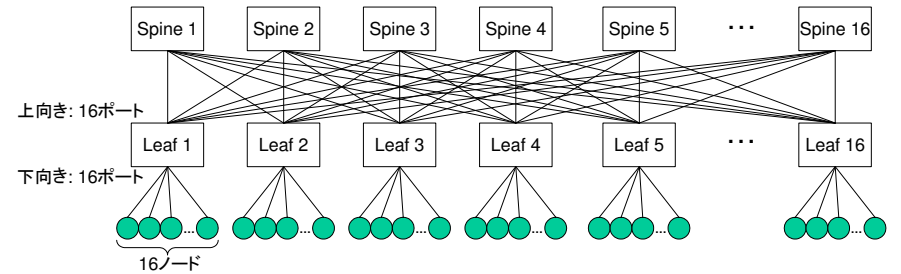 Spine 1 Spine 2 Spine 3 Spine 4 Spine 5 ... Spine 16
上向き: 16ポート
Leaf 1 Leaf 2 Leaf 3 Leaf 4 Leaf 5 ... Leaf 16
下向き: 16ポート
... ... ... ... ... ...
16ノード